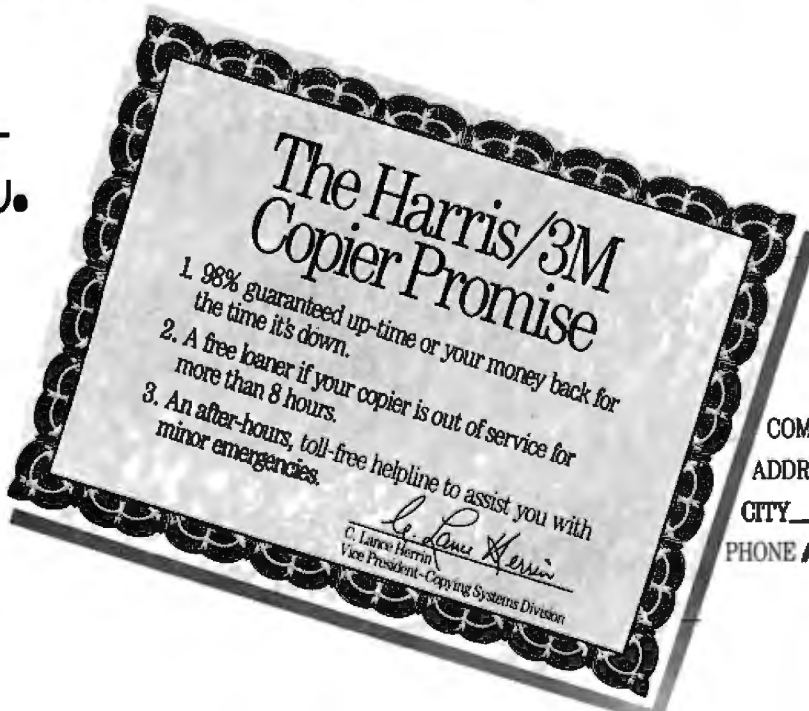 The Harris/3M
Copier Promise
1. 98% guaranteed up-time or your money back for
the time it's down.
2. A free loaner if your copier is out of service for
more than 8 hours.
3. An after-hours, toll-free helpline to assist you with
minor emergencies.
C. Lance Herrin
C. Lance Herrin
Vice President-Copying Systems Division
COM
ADDR
CITY
PHONE